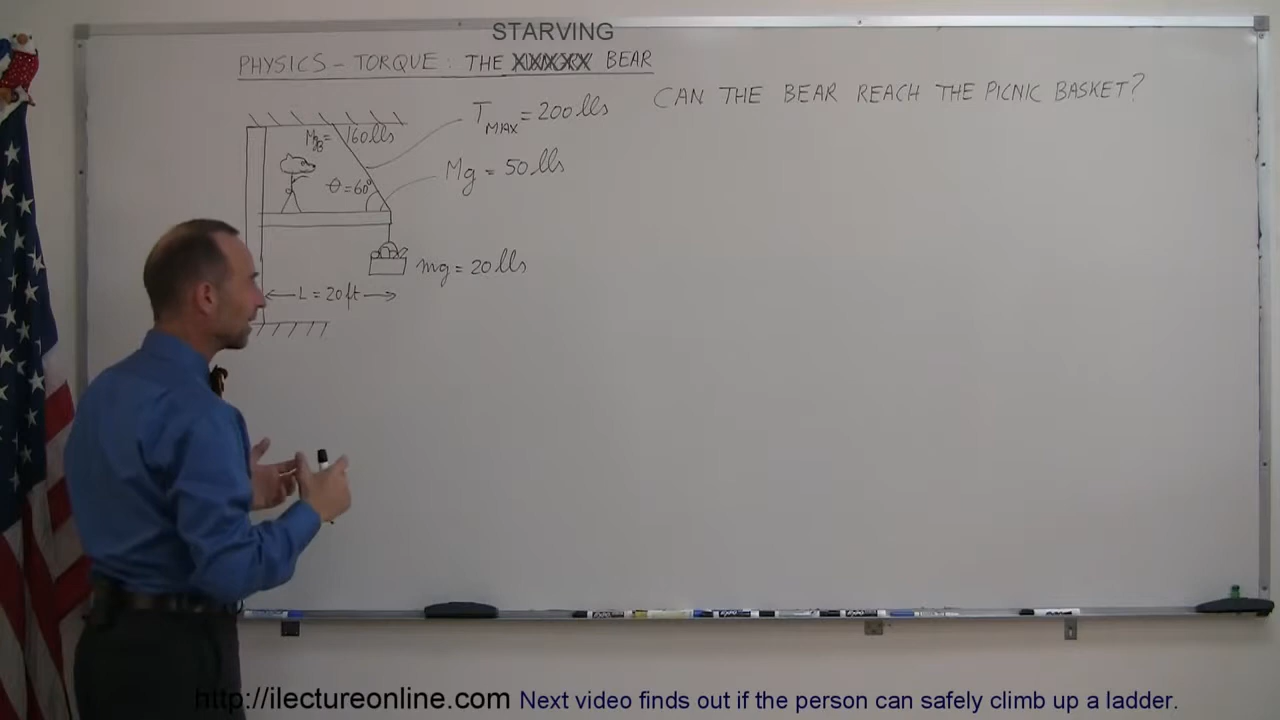 STARVING
PHYSICS - TORQUE: THE XXXXXX BEAR
CAN THE BEAR REACH THE PICNIC BASKET?
T MAX = 200 lbs
MBg = 160 lbs
Mg = 50 lbs
θ = 60°
mg = 20 lbs
L = 20 ft
http://ilectureonline.com Next video finds out if the person can safely climb up a ladder.